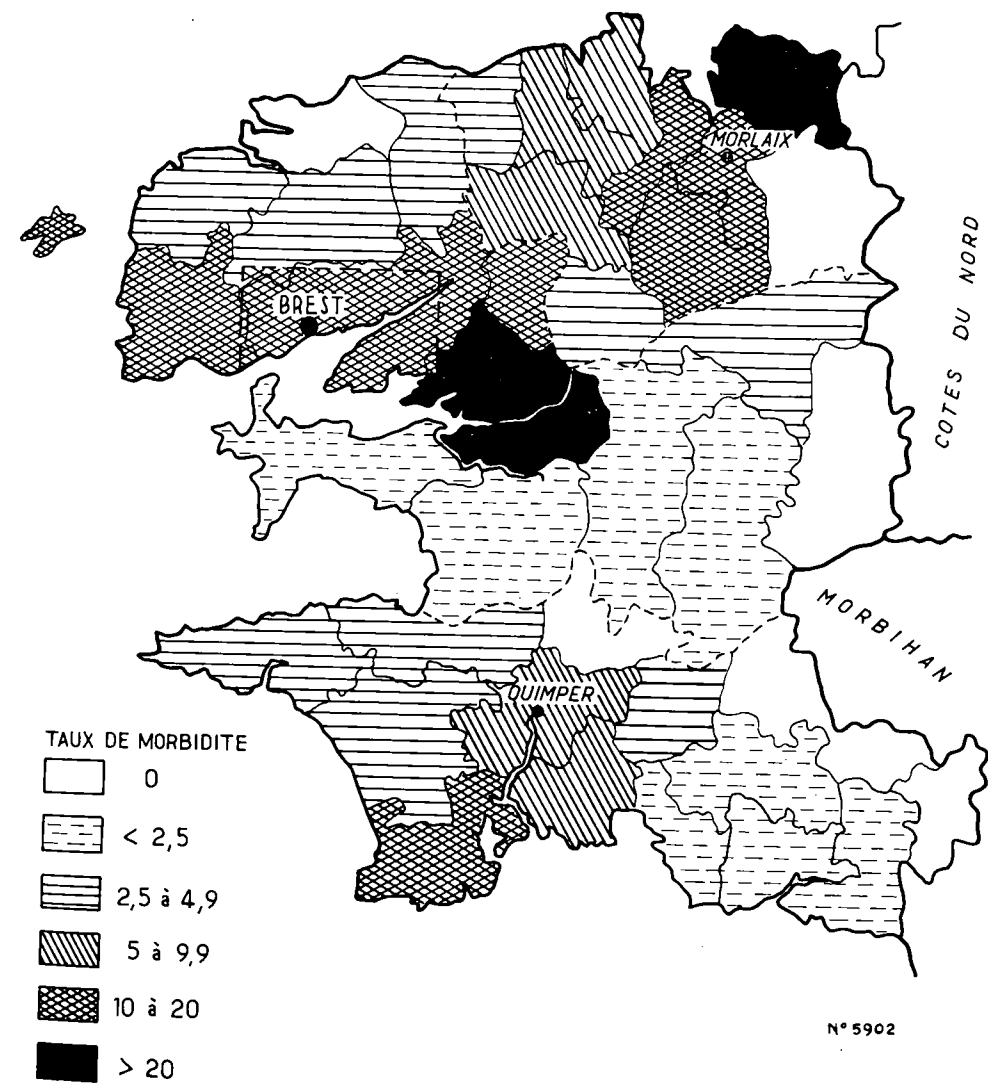 MORLAIX
BREST
COTES DU NORD
MORBIHAN
QUIMPER
TAUX DE MORBIDITE
0
< 2,5
2,5 à 4,9
5 à 9,9
10 à 20
> 20
N° 5902